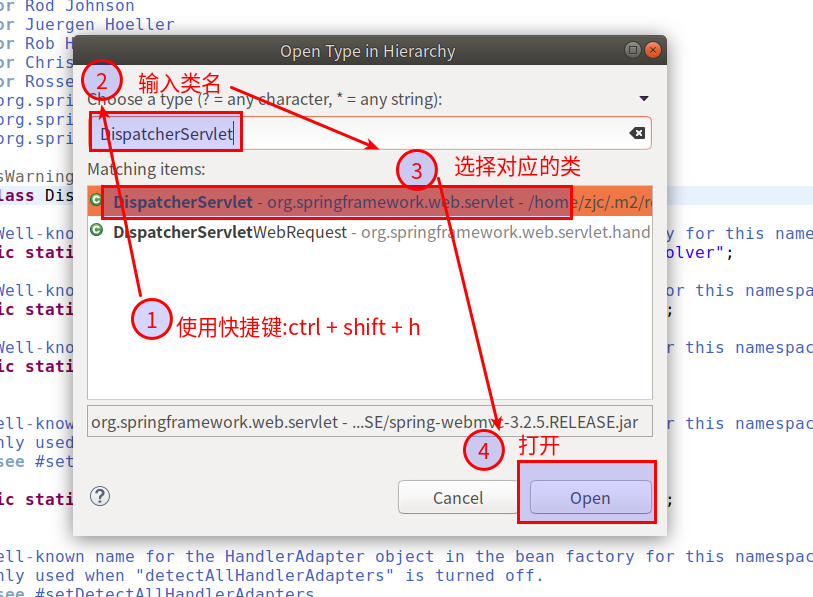 or Rod Johnson
or Juergen Hoeller
or Rob H
or Chris
or Rosse
org.spri
org.spri
org.spri
Open Type in Hierarchy
2 输入类名
Choose a type (? = any character, * = any string):
DispatcherServlet
3 选择对应的类
Matching items:
DispatcherServlet - org.springframework.web.servlet - /home/zjc/.m2/r
DispatcherServletWebRequest - org.springframework.web.servlet.hand
sWarning
lass Dis
Well-kno
y for this name
ic stati
olver";
Well-kno
or this namespa
ic stati
;
1 使用快捷键:ctrl + shift + h
Well-kno
r this namespac
ic stati
org.springframework.web.servlet - ...SE/spring-webmvc-3.2.5.RELEASE.jar
ell-known
r this namespac
nly used
see #set
4 打开
ic stati
;
?
Cancel
Open
ell-known name for the HandlerAdapter object in the bean factory for this namespac
nly used when "detectAllHandlerAdapters" is turned off.
see #setDetectAllHandlerAdapters